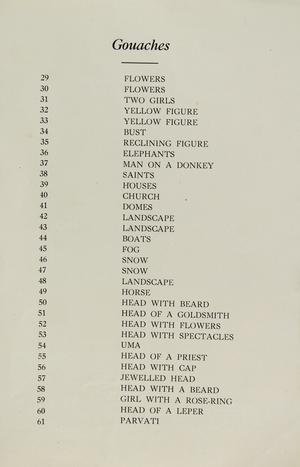 Gouaches
29 FLOWERS
30 FLOWERS
31 TWO GIRLS
32 YELLOW FIGURE
33 YELLOW FIGURE
34 BUST
35 RECLINING FIGURE
36 ELEPHANTS
37 MAN ON A DONKEY
38 SAINTS
39 HOUSES
40 CHURCH
41 DOMES
42 LANDSCAPE
43 LANDSCAPE
44 BOATS
45 FOG
46 SNOW
47 SNOW
48 LANDSCAPE
49 HORSE
50 HEAD WITH BEARD
51 HEAD OF A GOLDSMITH
52 HEAD WITH FLOWERS
53 HEAD WITH SPECTACLES
54 UMA
55 HEAD OF A PRIEST
56 HEAD WITH CAP
57 JEWELLED HEAD
58 HEAD WITH A BEARD
59 GIRL WITH A ROSE-RING
60 HEAD OF A LEPER
61 PARVATI